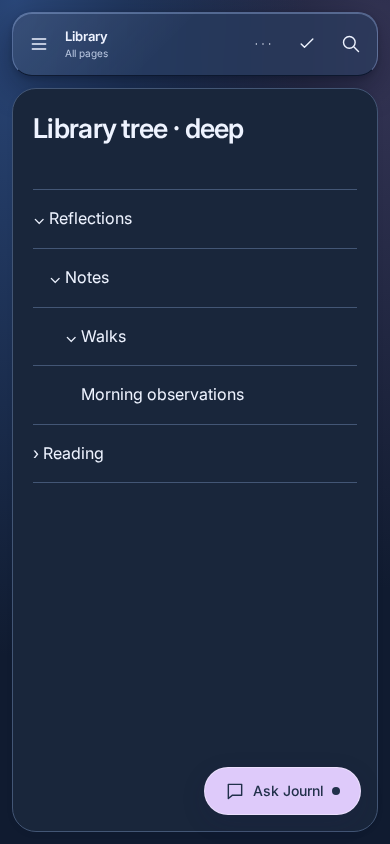 Library
All pages
Library tree · deep
Reflections
Notes
Walks
Morning observations
Reading
Ask Journl